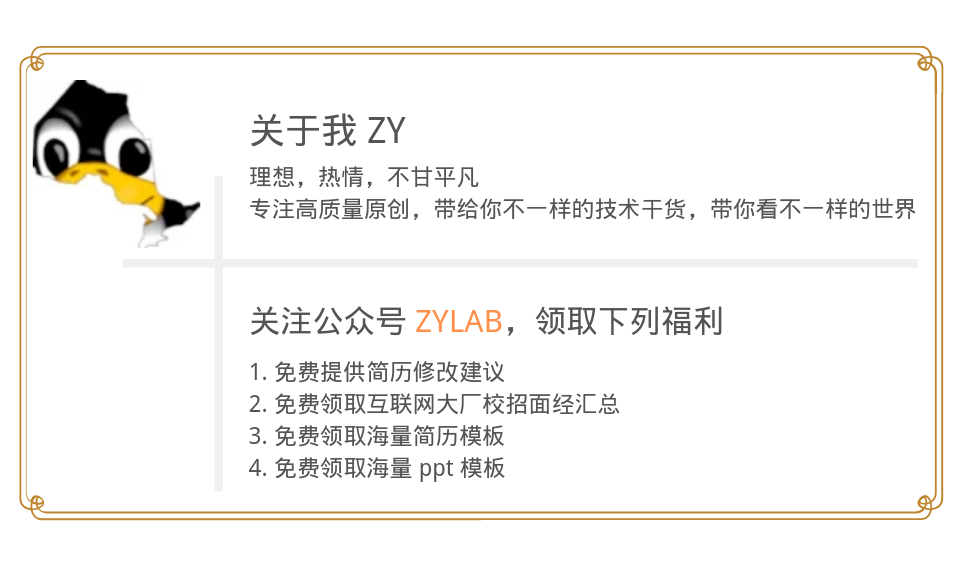 关于我 ZY
理想，热情，不甘平凡
专注高质量原创，带给你不一样的技术干货，带你看不一样的世界
关注公众号 ZYLAB，领取下列福利
1. 免费提供简历修改建议
2. 免费领取互联网大厂校招面经汇总
3. 免费领取海量简历模板
4. 免费领取海量 ppt 模板